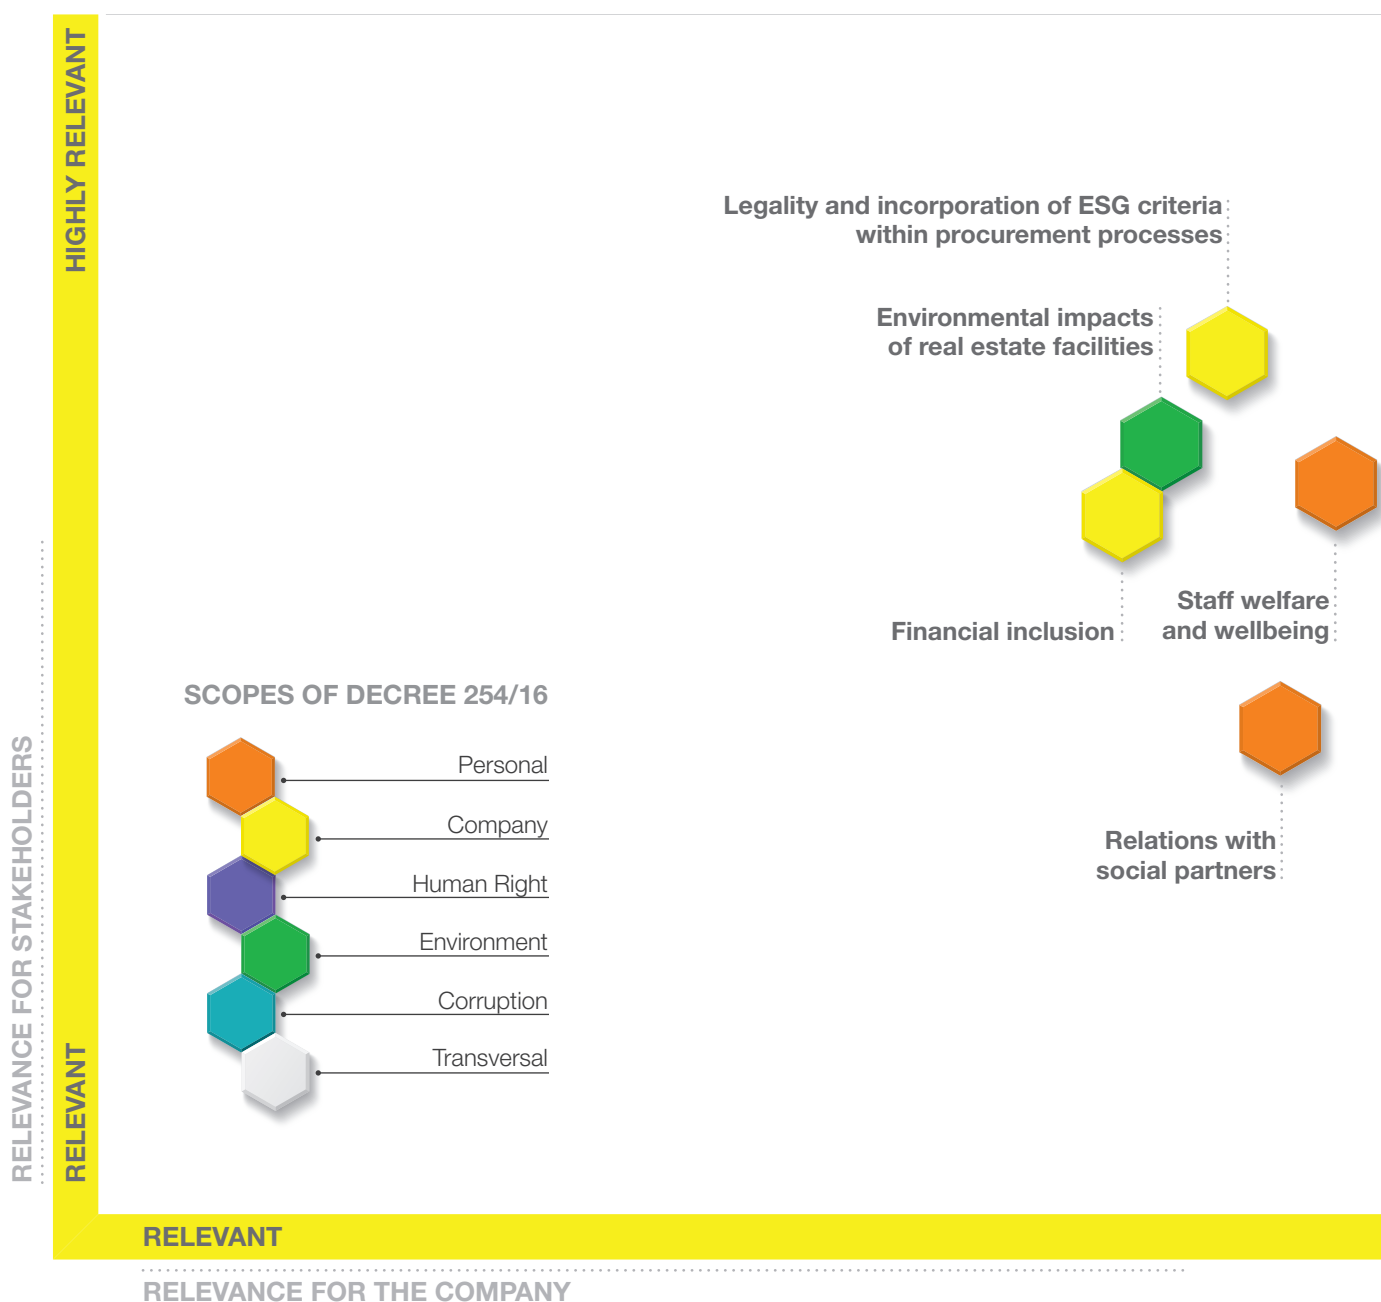 HIGHLY RELEVANT
Legality and incorporation of ESG criteria
within procurement processes
Environmental impacts
of real estate facilities
Staff welfare
and wellbeing
Financial inclusion
SCOPES OF DECREE 254/16
Personal
Company
Human Right
Environment
Corruption
Transversal
Relations with
social partners
RELEVANCE FOR STAKEHOLDERS
RELEVANT
RELEVANT
RELEVANCE FOR THE COMPANY